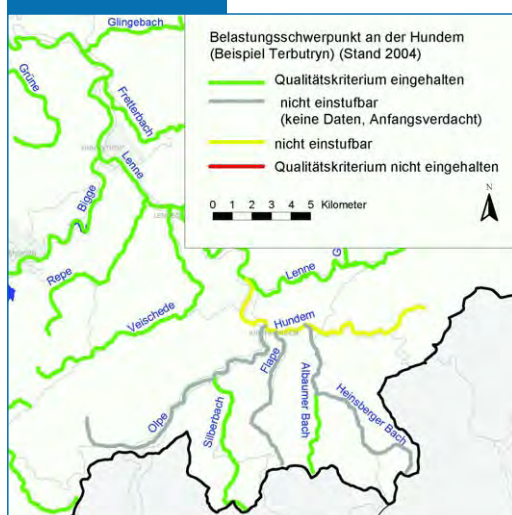 Belastungsschwerpunkt an der Hundem
(Beispiel Terbutryn) (Stand 2004)
Qualitätskriterium eingehalten
nicht einstufbar
(keine Daten, Anfangsverdacht)
nicht einstufbar
Qualitätskriterium nicht eingehalten
0 1 2 3 4 5 Kilometer
N
Glingebach
Grüne
Fretterbach
Lenne
Bigge
Repe
Veischede
Lenne
G
Hundem
Olpe
Silberbach
Flape
Albaumer Bach
Heinsberger Bach